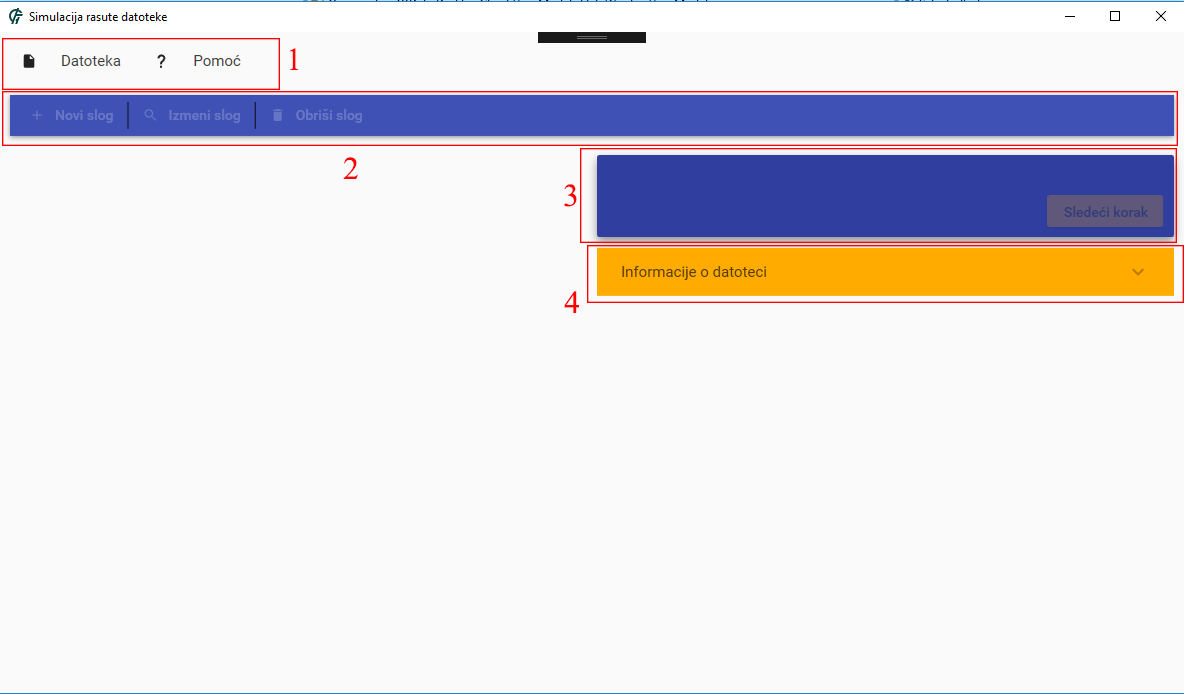 Simulacija rasute datoteke
Datoteka ? Pomoć 1
Novi slog Izmeni slog Obriši slog
2
3
Sledeći korak
Informacije o datoteci
4